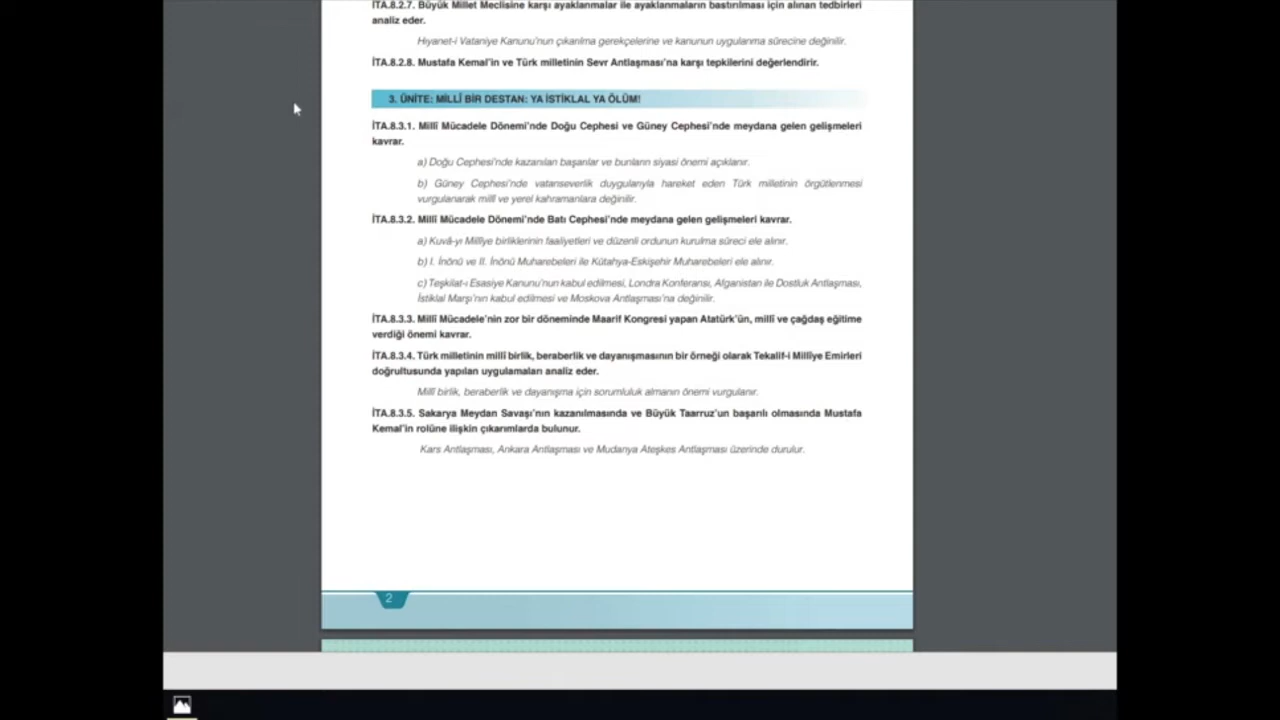 İTA.8.2.7. Büyük Millet Meclisine karşı ayaklanmalar ile ayaklanmaların bastırılması için alınan tedbirleri
analiz eder.
Hıyanet-i Vataniye Kanunu'nun çıkarılma gerekçelerine ve kanunun uygulanma sürecine değinilir.
İTA.8.2.8. Mustafa Kemal'in ve Türk milletinin Sevr Antlaşması'na karşı tepkilerini değerlendirir.
3. ÜNİTE: MİLLÎ BİR DESTAN: YA İSTİKLAL YA ÖLÜM!
İTA.8.3.1. Millî Mücadele Dönemi'nde Doğu Cephesi ve Güney Cephesi'nde meydana gelen gelişmeleri
kavrar.
a) Doğu Cephesi'nde kazanılan başarılar ve bunların siyasi önemi açıklanır.
b) Güney Cephesi'nde vatanseverlik duygularıyla hareket eden Türk milletinin örgütlenmesi
vurgulanarak millî ve yerel kahramanlara değinilir.
İTA.8.3.2. Millî Mücadele Dönemi'nde Batı Cephesi'nde meydana gelen gelişmeleri kavrar.
a) Kuvâ-yı Millîye birliklerinin faaliyetleri ve düzenli ordunun kurulma süreci ele alınır.
b) I. İnönü ve II. İnönü Muharebeleri ile Kütahya-Eskişehir Muharebeleri ele alınır.
c) Teşkilat-ı Esasiye Kanunu'nun kabul edilmesi, Londra Konferansı, Afganistan ile Dostluk Antlaşması,
İstiklal Marşı'nın kabul edilmesi ve Moskova Antlaşması'na değinilir.
İTA.8.3.3. Millî Mücadele'nin zor bir döneminde Maarif Kongresi yapan Atatürk'ün, millî ve çağdaş eğitime
verdiği önemi kavrar.
İTA.8.3.4. Türk milletinin millî birlik, beraberlik ve dayanışmasının bir örneği olarak Tekalif-i Millîye Emirleri
doğrultusunda yapılan uygulamaları analiz eder.
Millî birlik, beraberlik ve dayanışma için sorumluluk almanın önemi vurgulanır.
İTA.8.3.5. Sakarya Meydan Savaşı'nın kazanılmasında ve Büyük Taarruz'un başarılı olmasında Mustafa
Kemal'in rolüne ilişkin çıkarımlarda bulunur.
Kars Antlaşması, Ankara Antlaşması ve Mudanya Ateşkes Antlaşması üzerinde durulur.
2